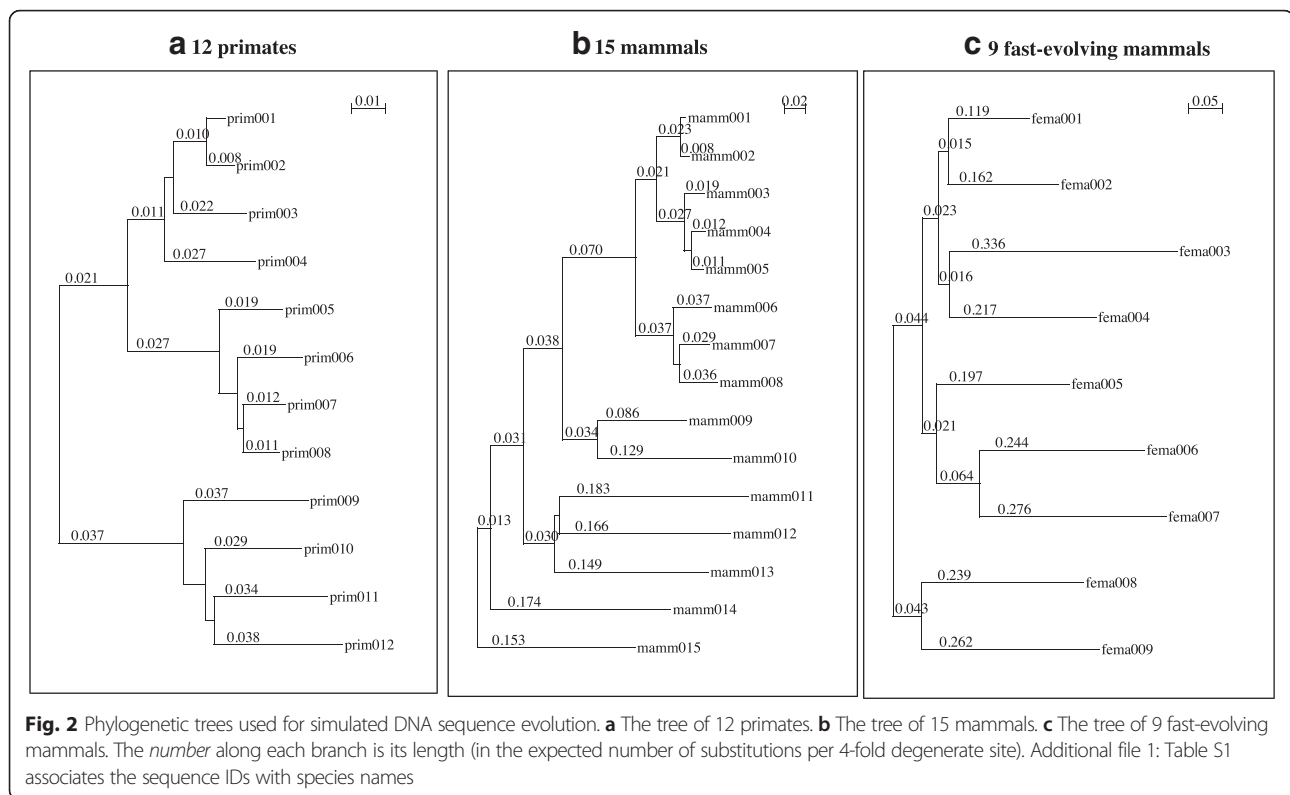 a 12 primates
0.01
prim001
0.010
0.008
prim002
0.011
0.022
prim003
0.027
prim004
0.021
0.019
prim005
0.027
0.019
prim006
0.012
prim007
0.011
prim008
0.037
prim009
0.037
0.029
prim010
0.034
prim011
0.038
prim012
b 15 mammals
0.02
mamm001
0.023
0.008
mamm002
0.021
0.019
mamm003
0.027
0.012
mamm004
0.070
0.011
mamm005
0.037
mamm006
0.037
0.029
mamm007
0.038
0.036
mamm008
0.086
mamm009
0.034
0.031
0.129
mamm010
0.183
mamm011
0.013
0.166
mamm012
0.030
0.149
mamm013
0.174
mamm014
0.153
mamm015
c 9 fast-evolving mammals
0.05
0.119
fema001
0.015
0.162
fema002
0.023
0.336
fema003
0.016
0.217
fema004
0.044
0.197
fema005
0.021
0.244
fema006
0.064
0.276
fema007
0.239
fema008
0.043
0.262
fema009
Fig. 2 Phylogenetic trees used for simulated DNA sequence evolution. a The tree of 12 primates. b The tree of 15 mammals. c The tree of 9 fast-evolving
mammals. The number along each branch is its length (in the expected number of substitutions per 4-fold degenerate site). Additional file 1: Table S1
associates the sequence IDs with species names